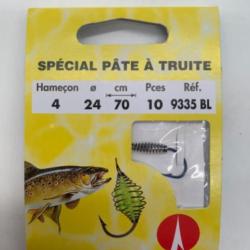 SPÉCIAL PÂTE À TRUITE
Hameçon ø cm Pces Réf.
4 24 70 10 9335 BL